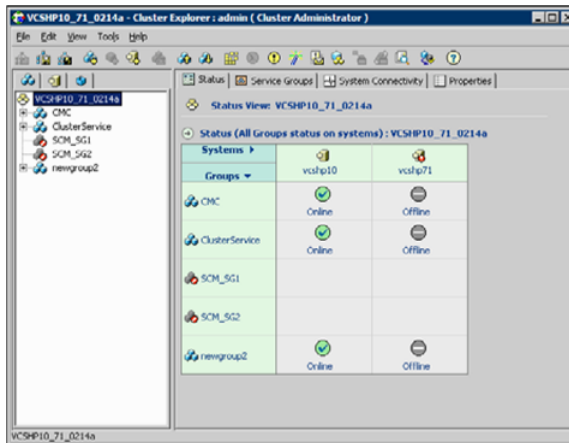 VCSHP10_71_0214a - Cluster Explorer : admin ( Cluster Administrator )
File Edit View Tools Help
Status Service Groups System Connectivity Properties
VCSHP10_71_0214a
CMC
ClusterService
SCM_SG1
SCM_SG2
newgroup2
Status View: VCSHP10_71_0214a
Status (All Groups status on systems) : VCSHP10_71_0214a
Systems
Groups
vcshp10 vcshp71
CMC Online Offline
ClusterService Online Offline
SCM_SG1
SCM_SG2
newgroup2 Online Offline
VCSHP10_71_0214a